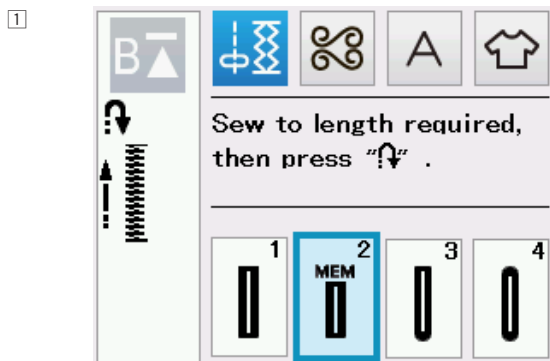 1
B
A
Sew to length required,
then press “ ” .
1
2
3
4
MEM